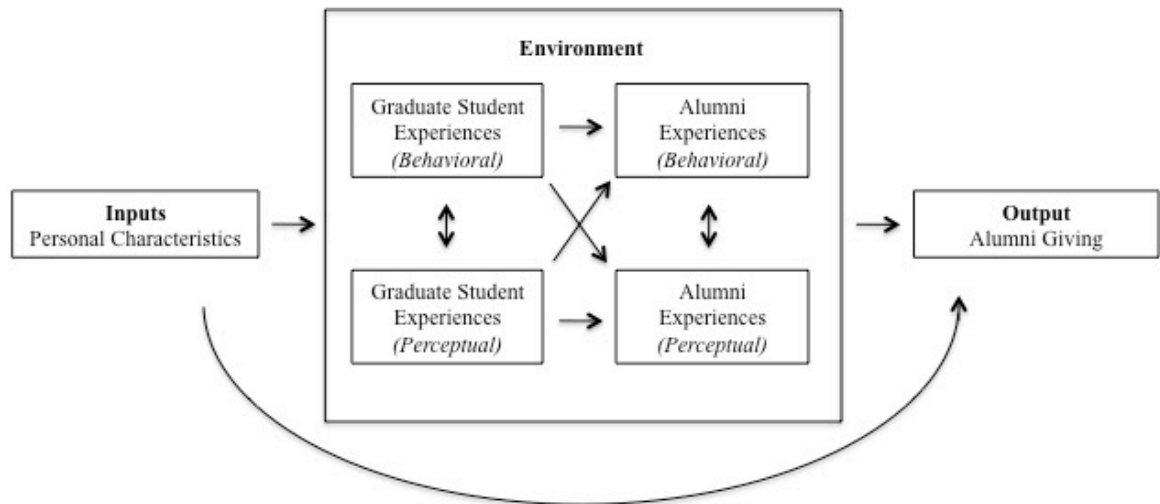 Environment
Graduate Student
Experiences
(Behavioral)
Alumni
Experiences
(Behavioral)
Inputs
Personal Characteristics
Output
Alumni Giving
Graduate Student
Experiences
(Perceptual)
Alumni
Experiences
(Perceptual)